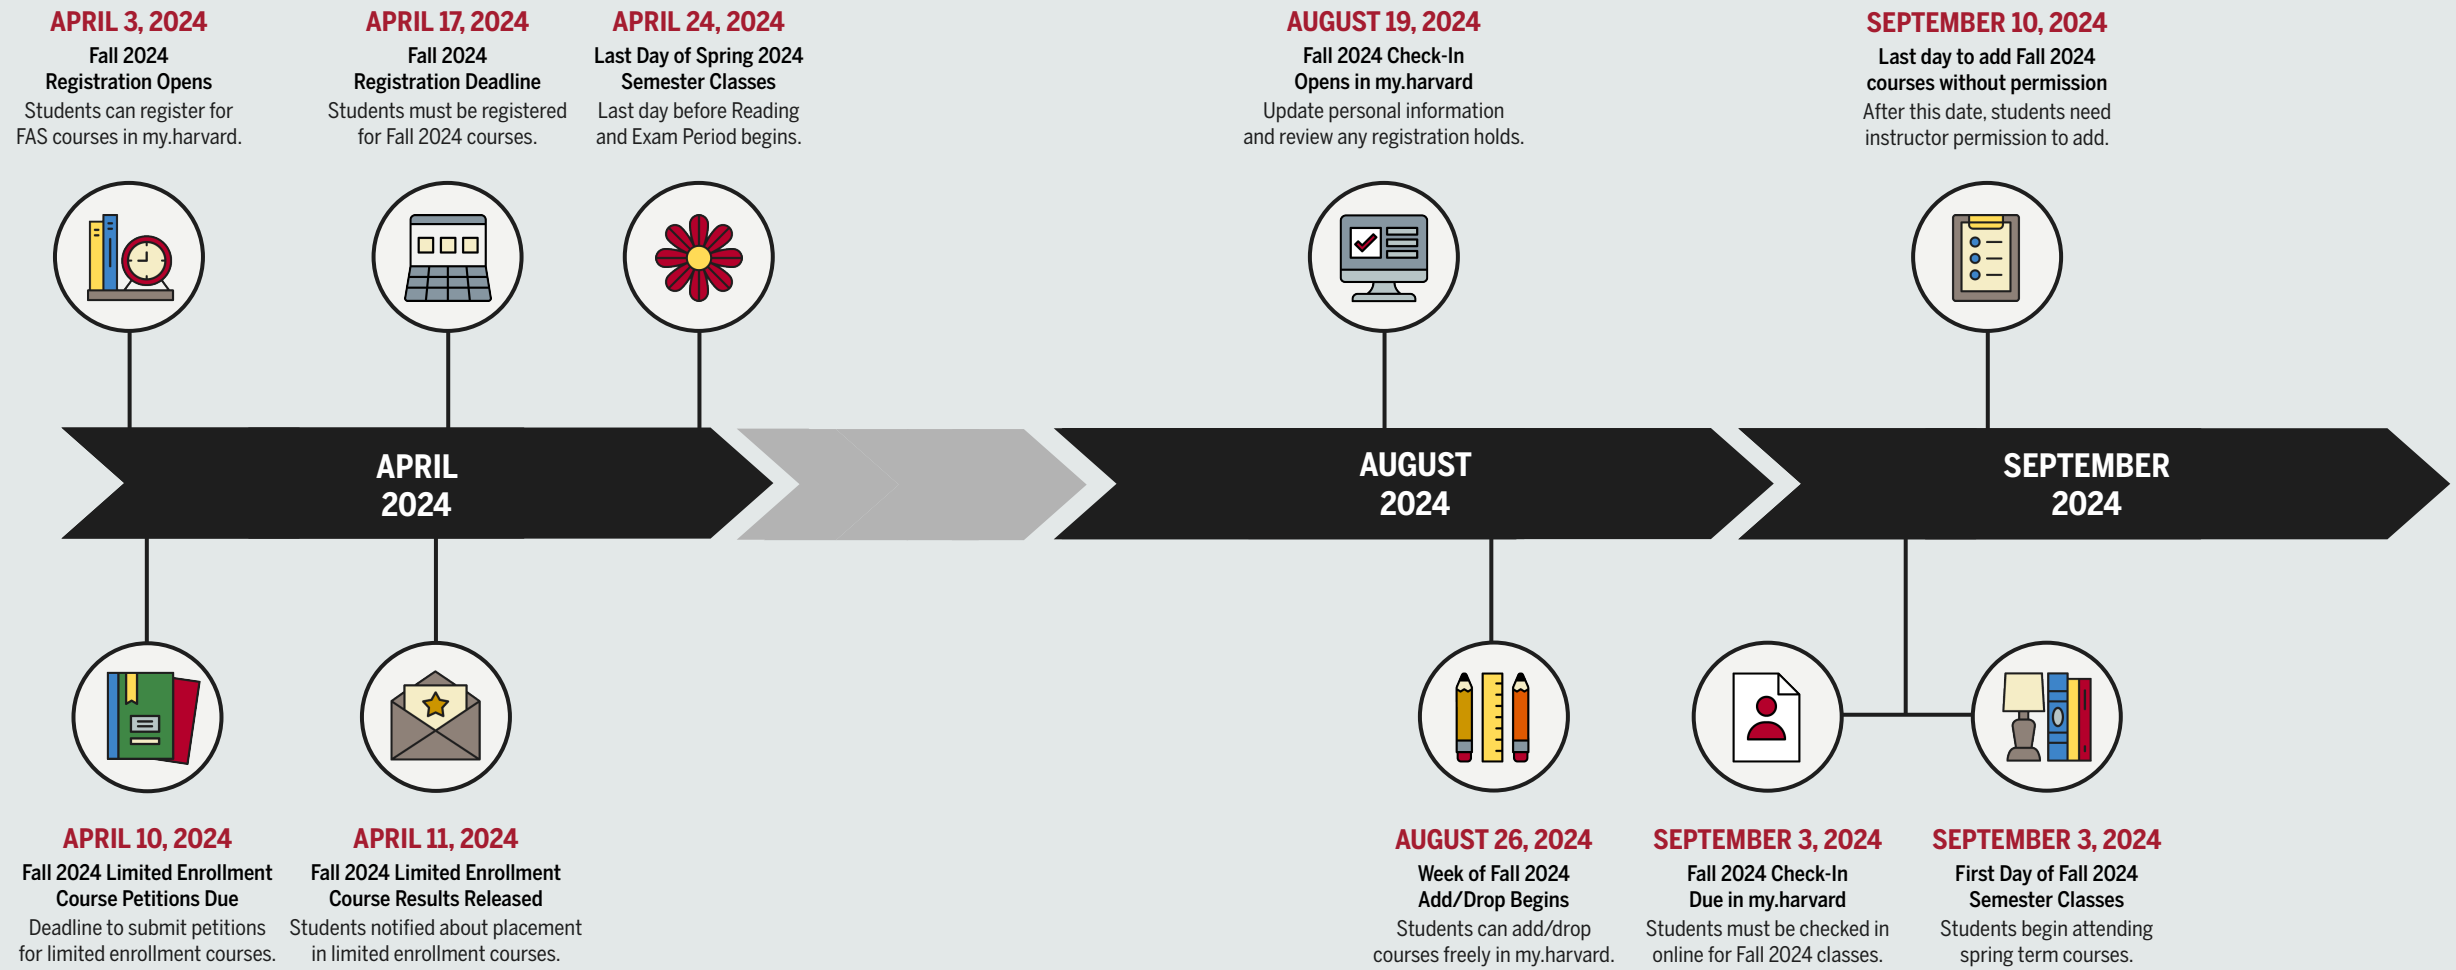 APRIL 3, 2024
Fall 2024
Registration Opens
Students can register for
FAS courses in my.harvard.
APRIL 17, 2024
Fall 2024
Registration Deadline
Students must be registered
for Fall 2024 courses.
APRIL 24, 2024
Last Day of Spring 2024
Semester Classes
Last day before Reading
and Exam Period begins.
AUGUST 19, 2024
Fall 2024 Check-In
Opens in my.harvard
Update personal information
and review any registration holds.
SEPTEMBER 10, 2024
Last day to add Fall 2024
courses without permission
After this date, students need
instructor permission to add.
APRIL
2024
AUGUST
2024
SEPTEMBER
2024
APRIL 10, 2024
Fall 2024 Limited Enrollment
Course Petitions Due
Deadline to submit petitions
for limited enrollment courses.
APRIL 11, 2024
Fall 2024 Limited Enrollment
Course Results Released
Students notified about placement
in limited enrollment courses.
AUGUST 26, 2024
Week of Fall 2024
Add/Drop Begins
Students can add/drop
courses freely in my.harvard.
SEPTEMBER 3, 2024
Fall 2024 Check-In
Due in my.harvard
Students must be checked in
online for Fall 2024 classes.
SEPTEMBER 3, 2024
First Day of Fall 2024
Semester Classes
Students begin attending
spring term courses.